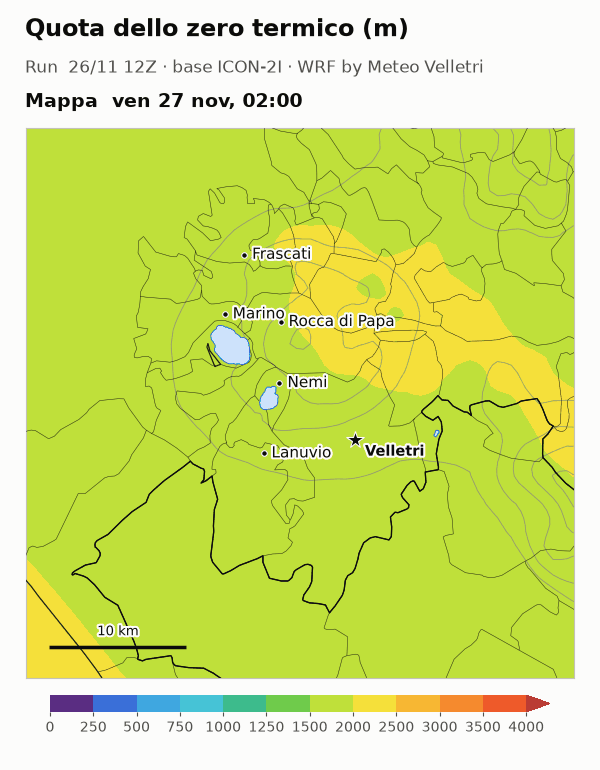 Quota dello zero termico (m)
Run  26/11 12Z · base ICON-2I · WRF by Meteo Velletri
Mappa  ven 27 nov, 02:00
Frascati
Marino
Rocca di Papa
Nemi
Velletri
Lanuvio
10 km
0 250 500 750 1000 1250 1500 2000 2500 3000 3500 4000